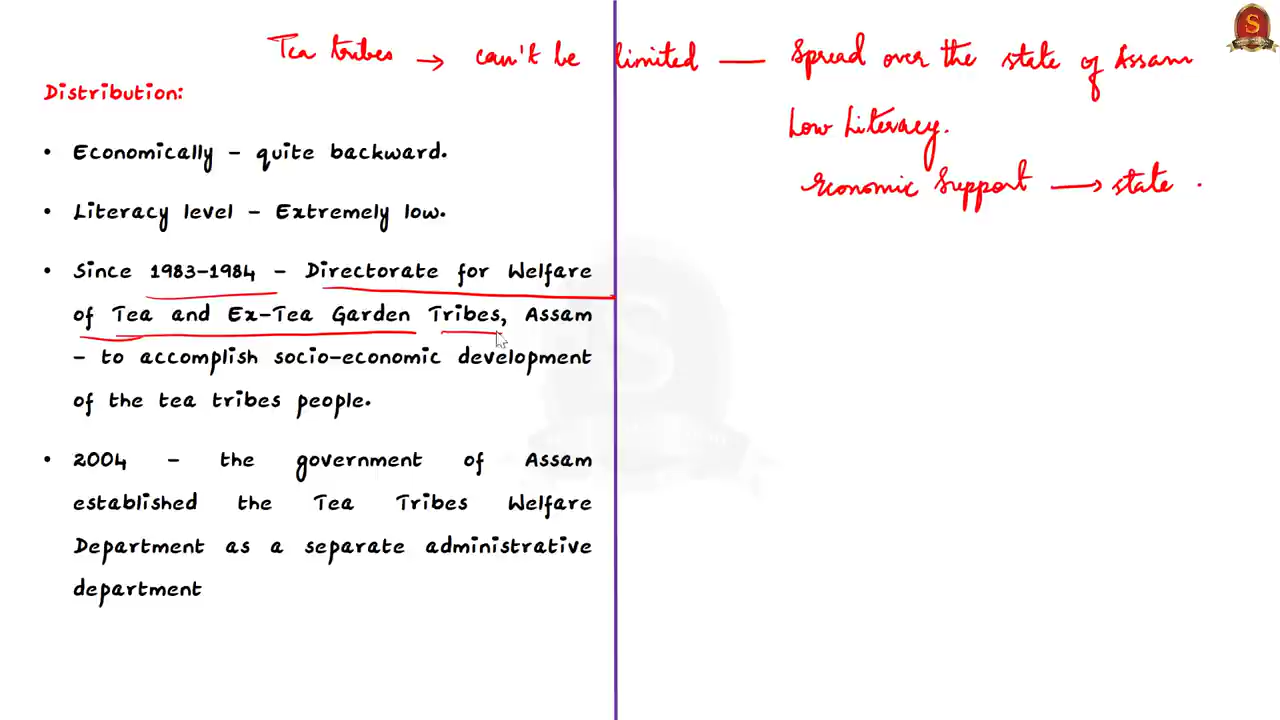 Tea tribes → can't be limited — Spread over the state of Assam
Distribution:
Low Literacy.
• Economically – quite backward.
Economic Support → state .
• Literacy level – Extremely low.
• Since 1983-1984 – Directorate for Welfare
of Tea and Ex-Tea Garden Tribes, Assam
– to accomplish socio-economic development
of the tea tribes people.
• 2004 – the government of Assam
established the Tea Tribes Welfare
Department as a separate administrative
department
S